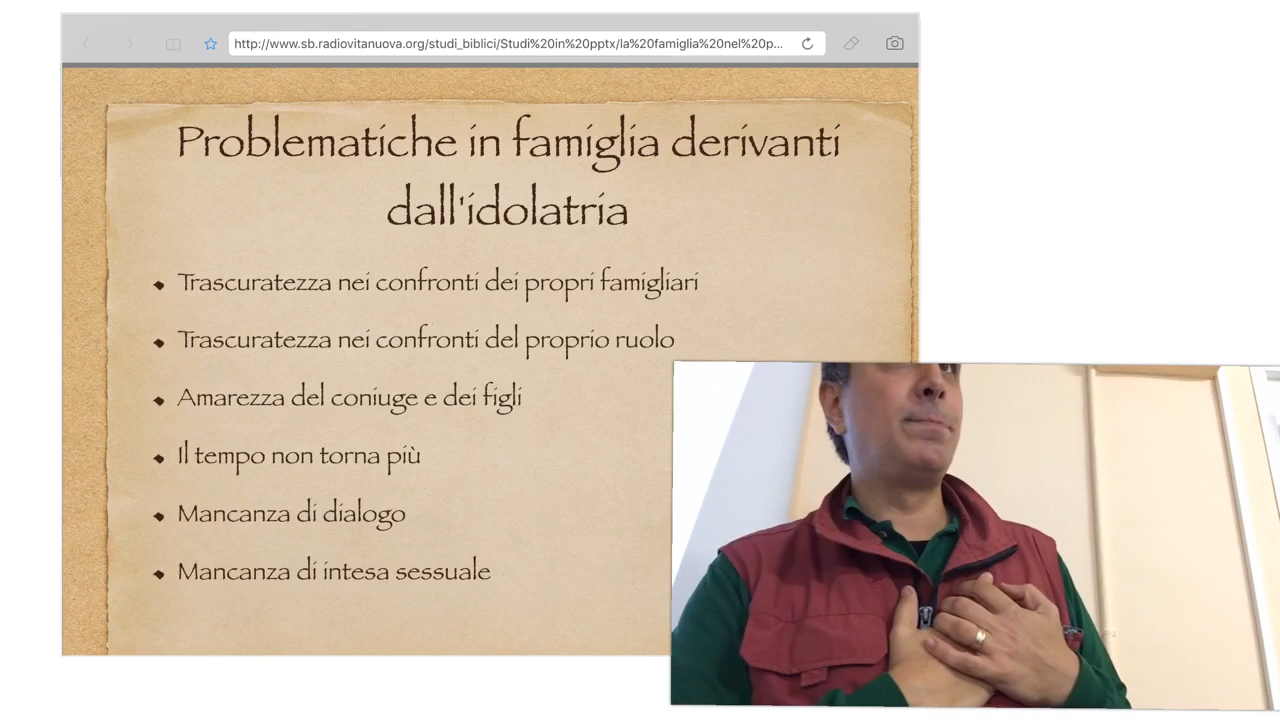 http://www.sb.radiovitanuova.org/studi_biblici/Studi%20in%20pptx/la%20famiglia%20nel%20p...
Problematiche in famiglia derivanti
dall'idolatria
Trascuratezza nei confronti dei propri famigliari
Trascuratezza nei confronti del proprio ruolo
Amarezza del coniuge e dei figli
Il tempo non torna più
Mancanza di dialogo
Mancanza di intesa sessuale